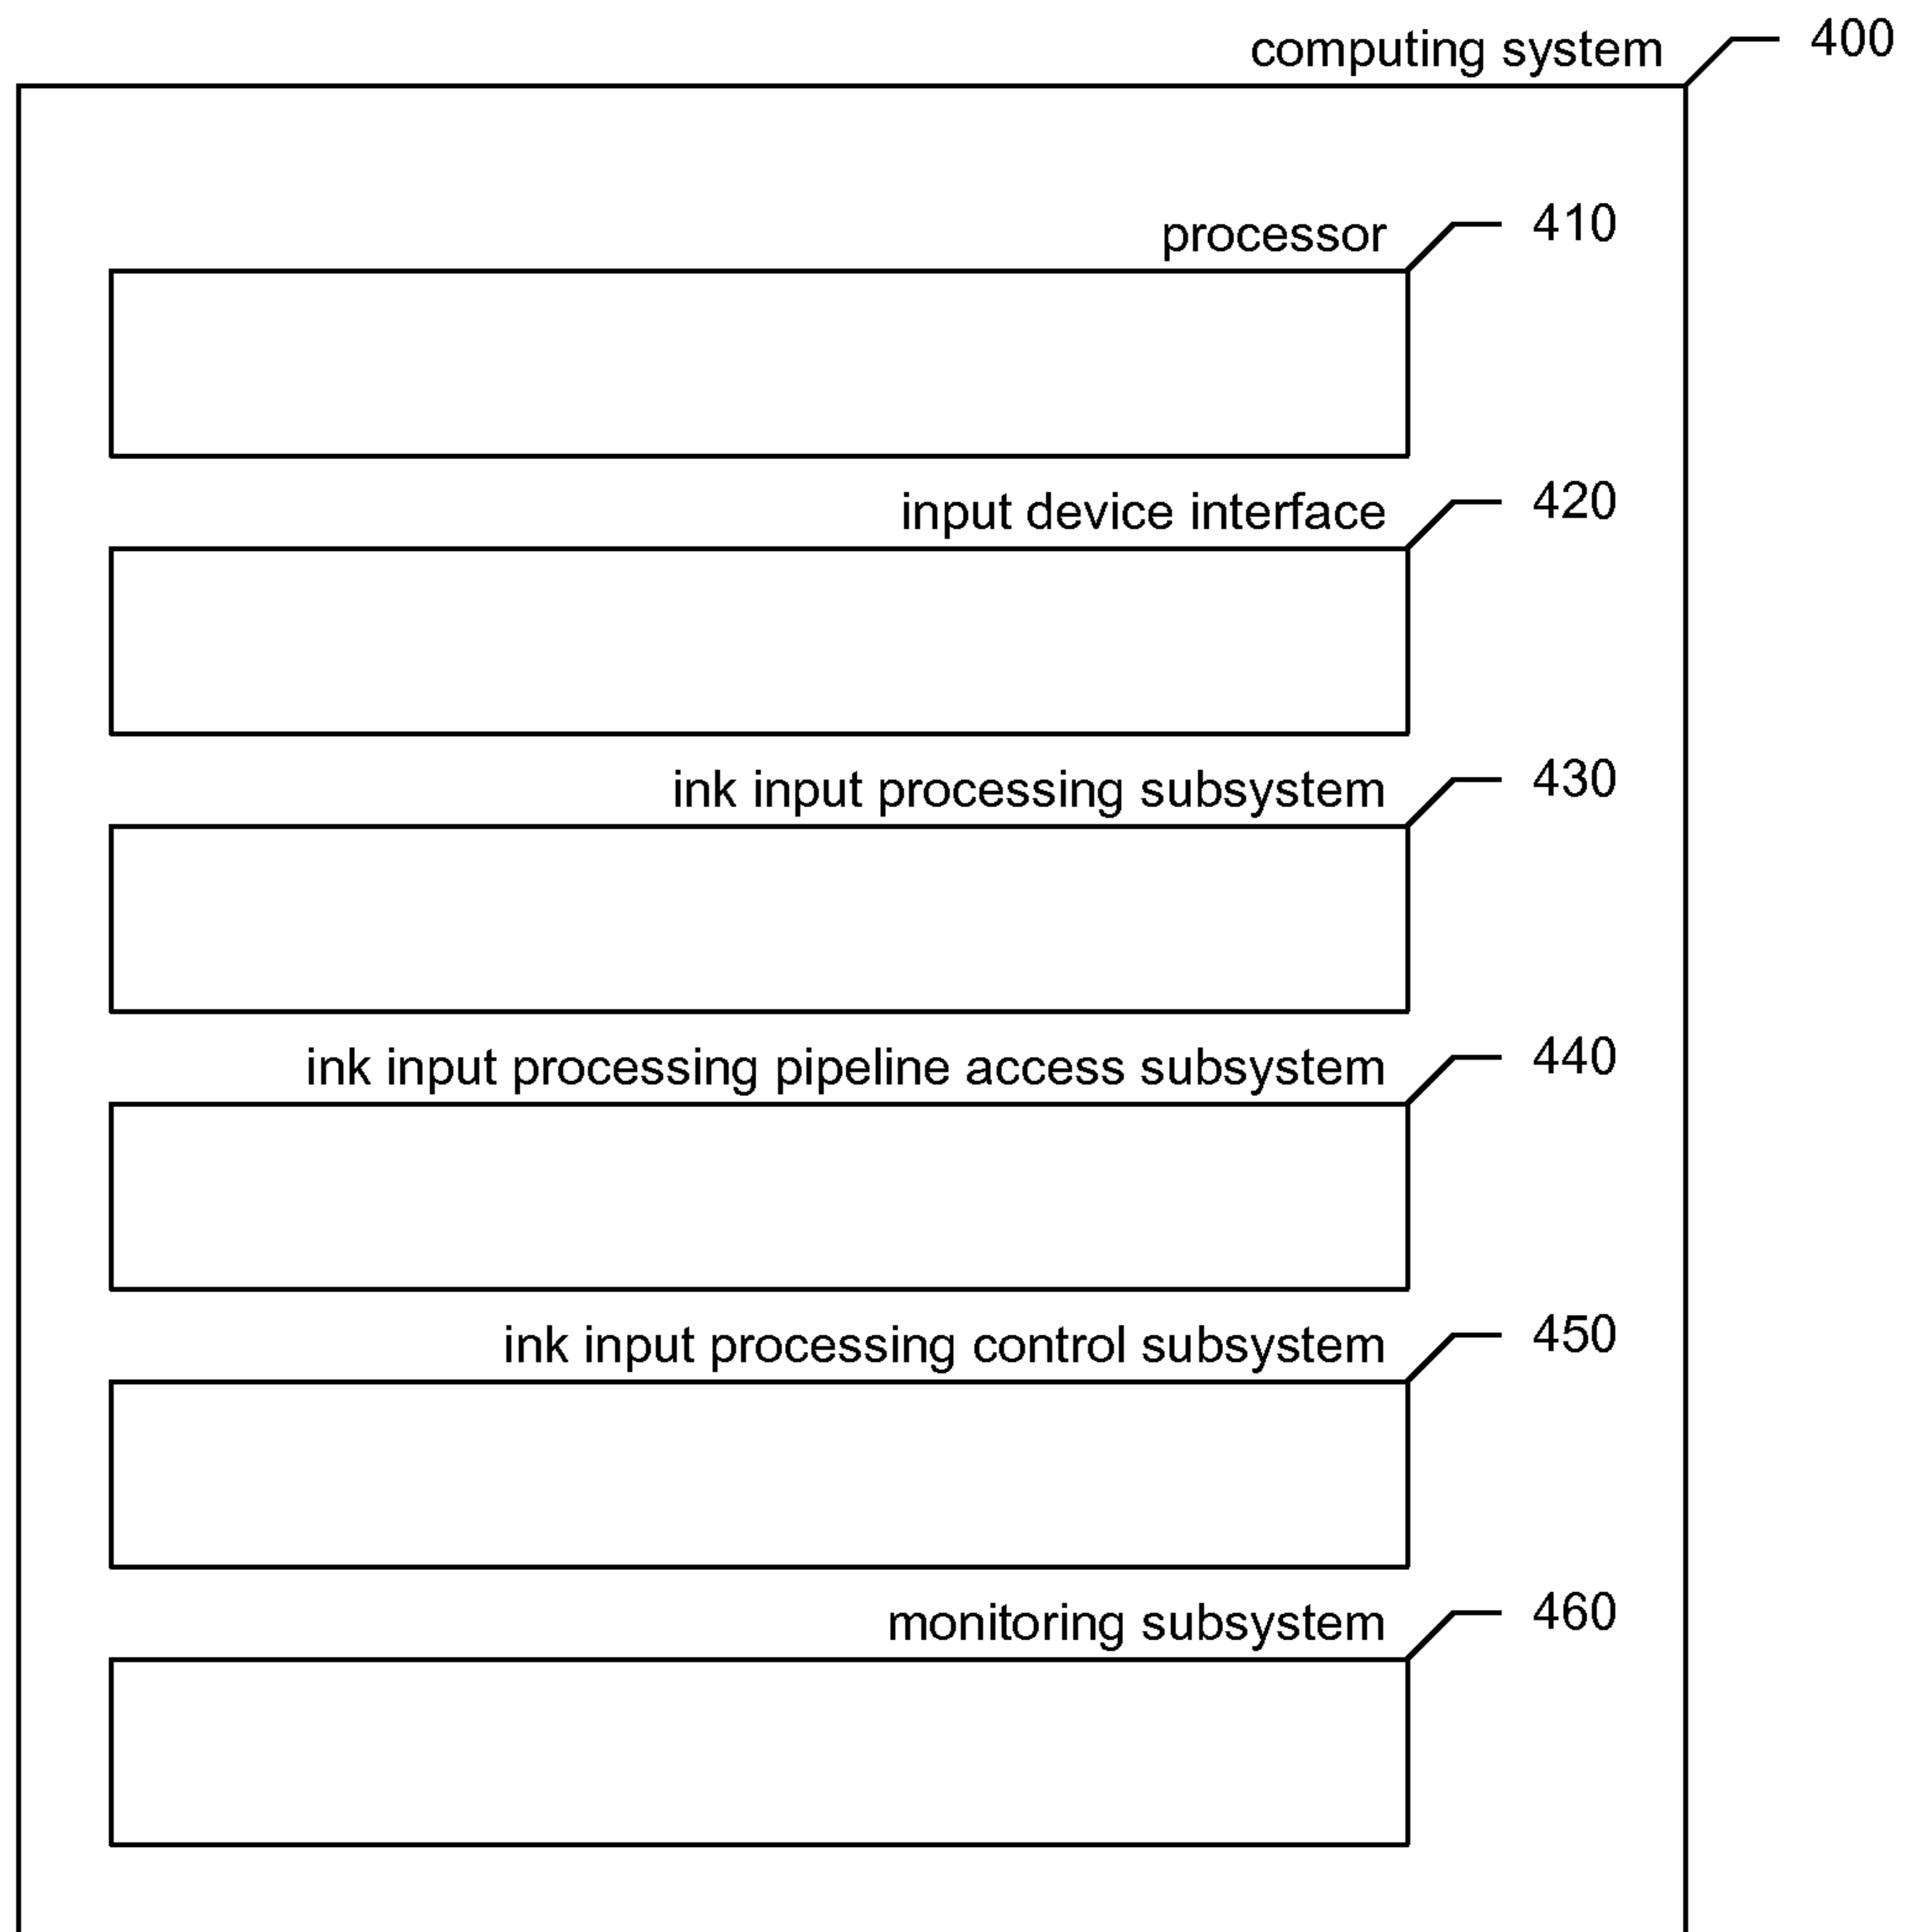 computing system 400
processor 410
input device interface 420
ink input processing subsystem 430
ink input processing pipeline access subsystem 440
ink input processing control subsystem 450
monitoring subsystem 460